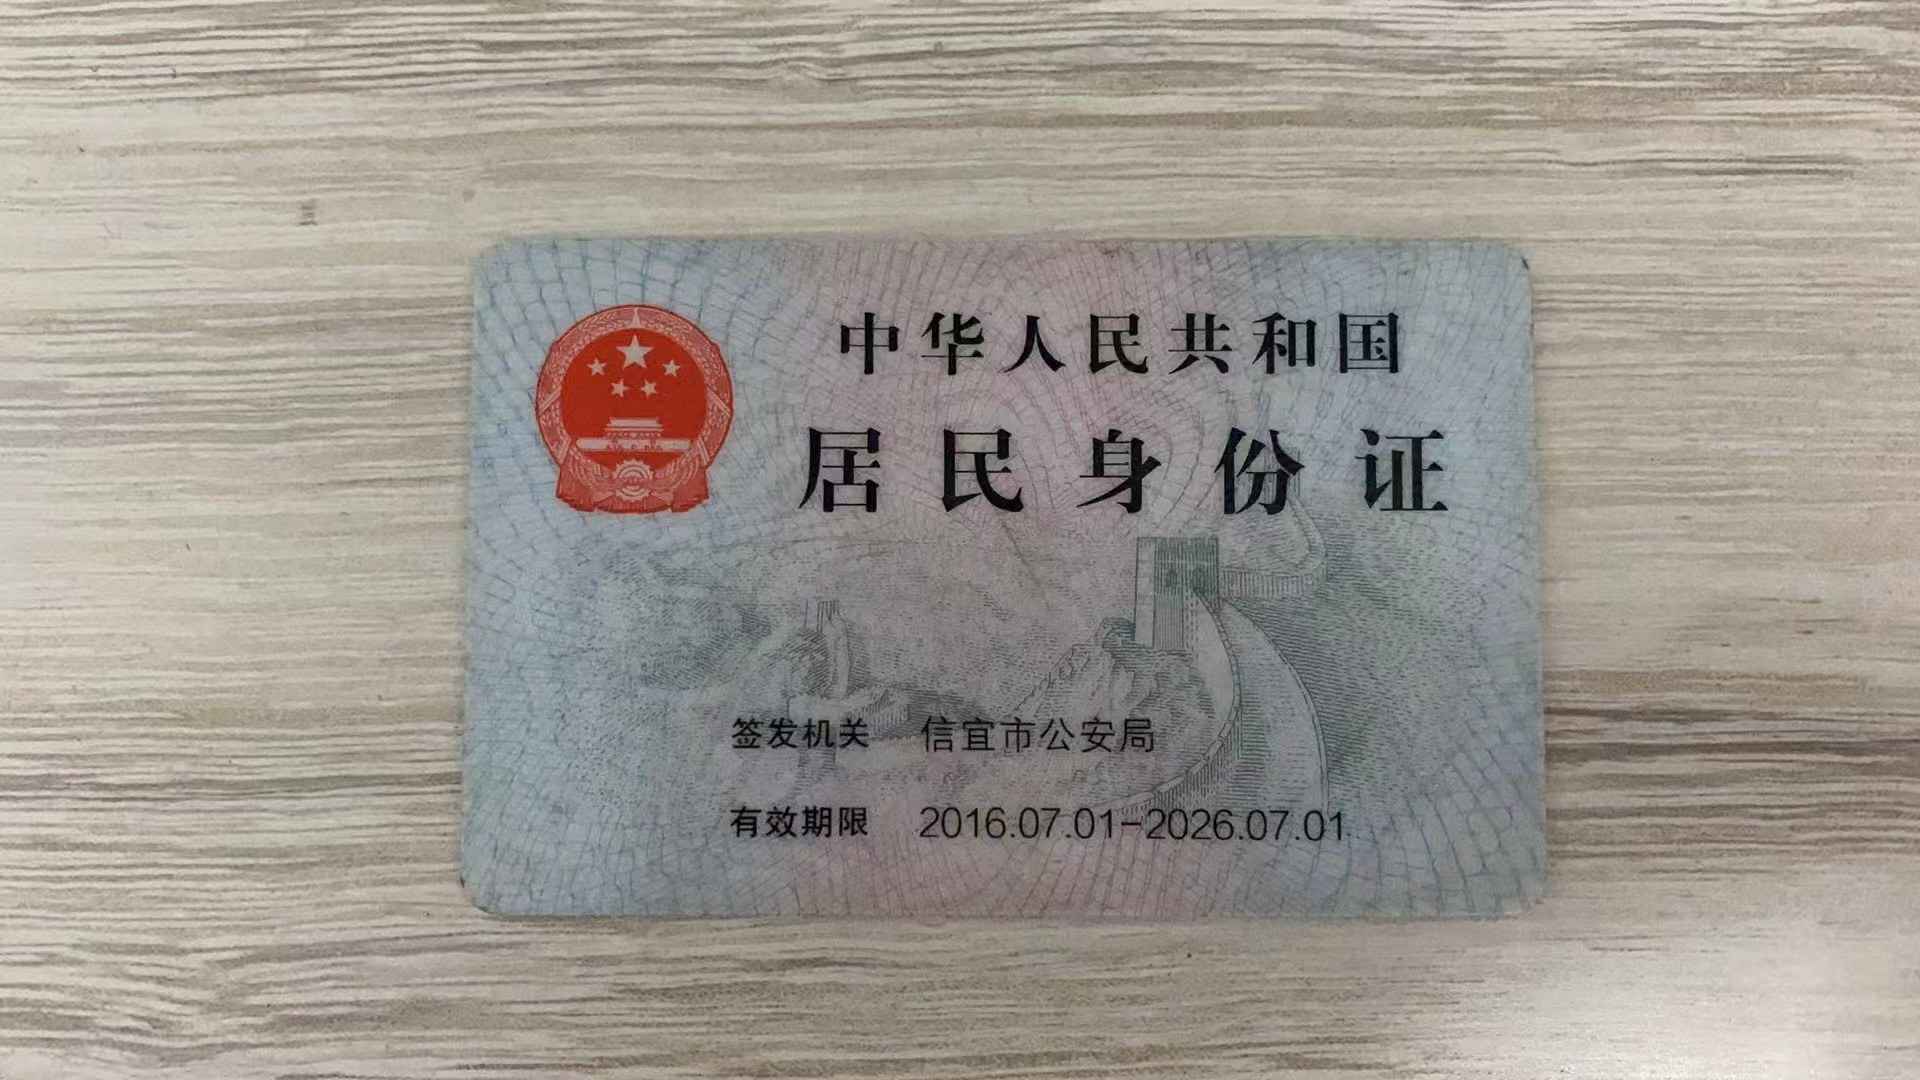 中华人民共和国
居民身份证
签发机关 信宜市公安局
有效期限 2016.07.01-2026.07.01